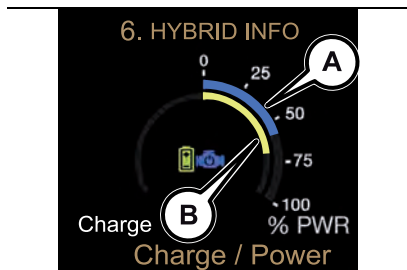 6. HYBRID INFO
0
25
A
50
75
B
100
Charge
% PWR
Charge / Power